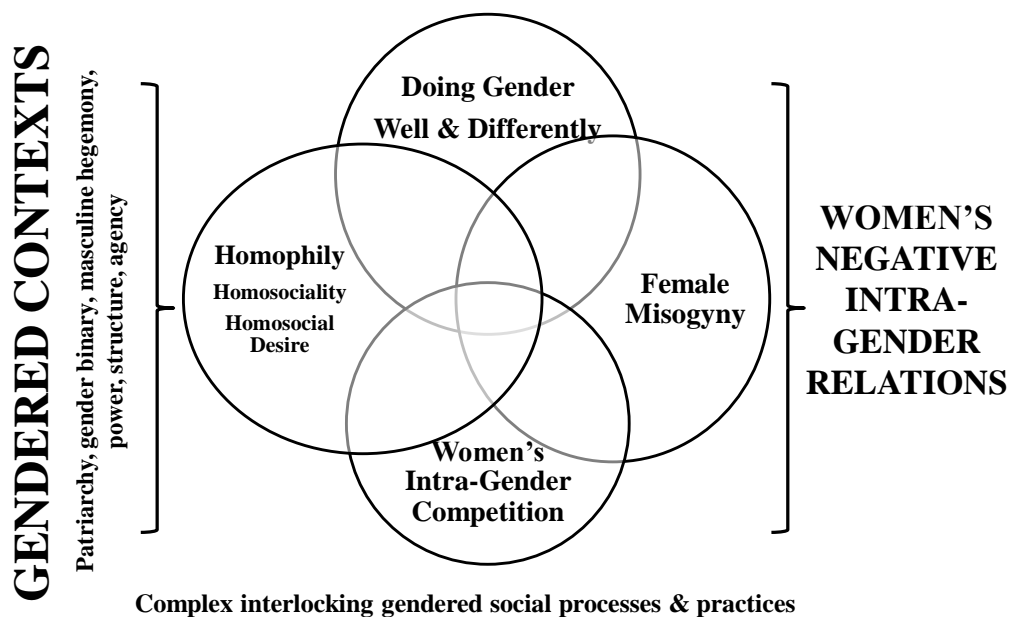 GENDERED CONTEXTS
Patriarchy, gender binary, masculine hegemony,
power, structure, agency
Doing Gender
Well & Differently
Homophily
Homosociality
Homosocial
Desire
Female
Misogyny
Women’s
Intra-Gender
Competition
WOMEN’S
NEGATIVE
INTRA-
GENDER
RELATIONS
Complex interlocking gendered social processes & practices